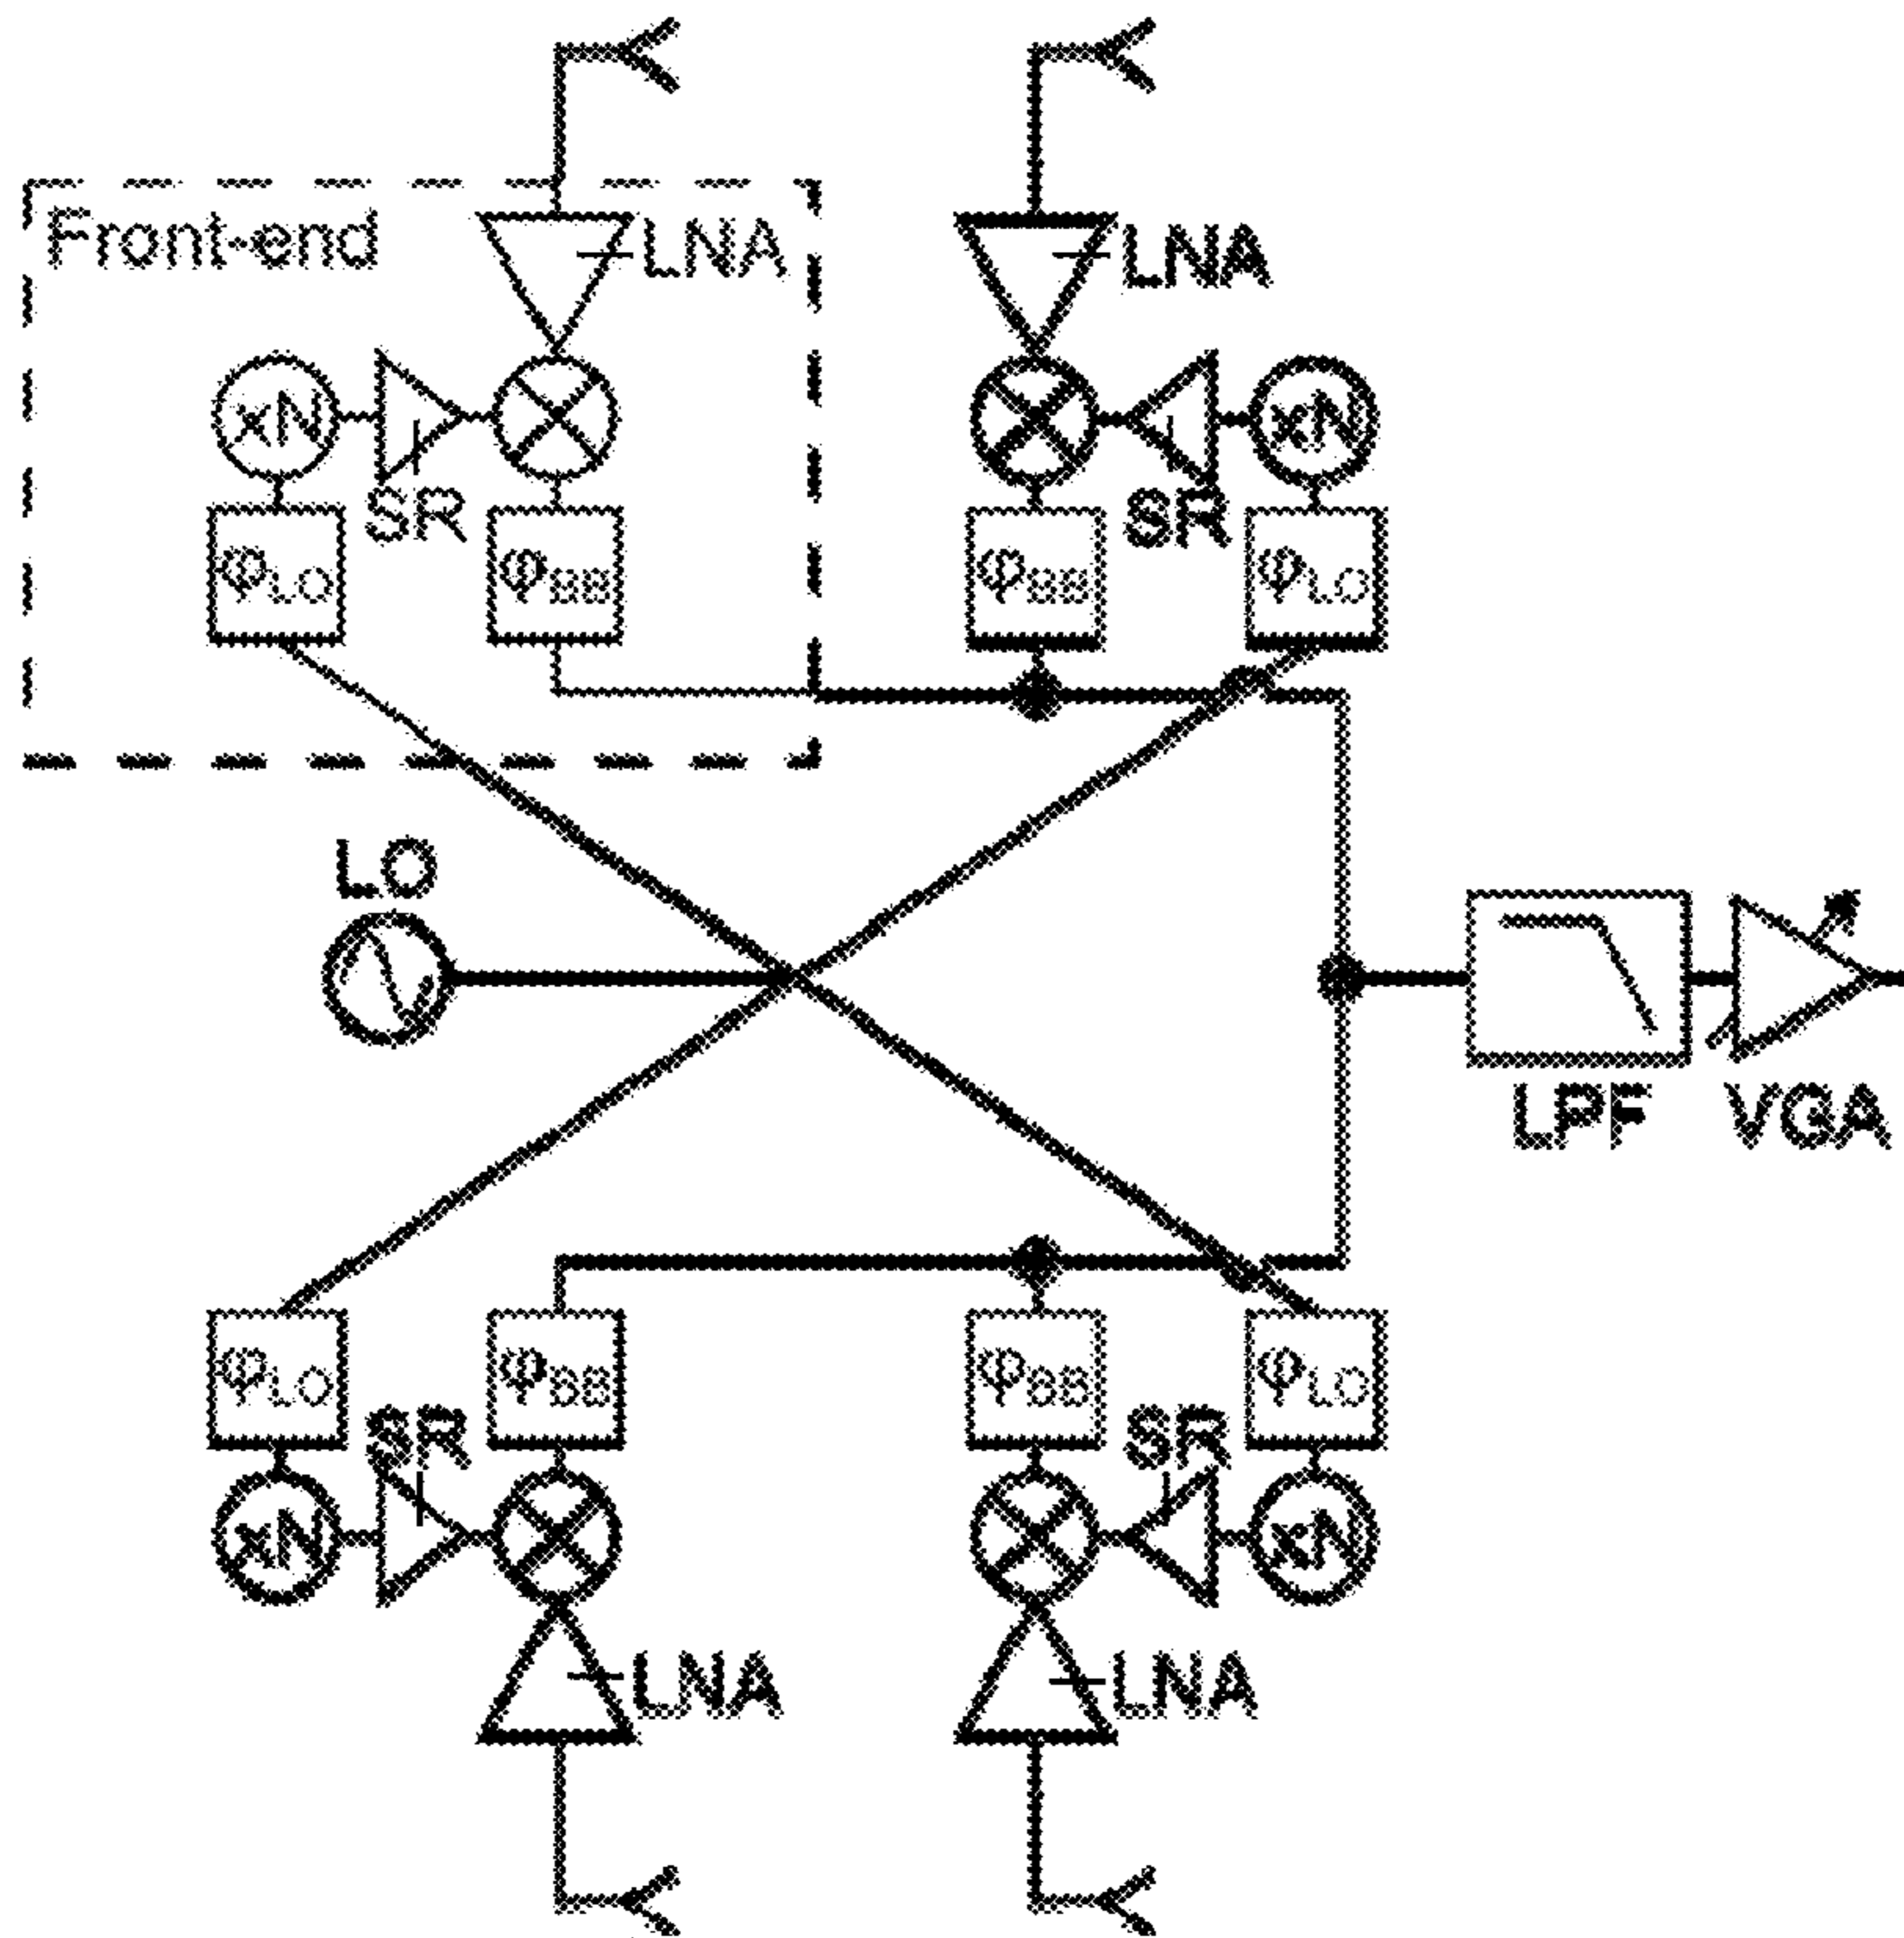 Front-end
LNA
LNA
xN
xN
SR
SR
φLO
φBB
φBB
φLO
LO
LPF
VGA
φLO
φBB
φBB
φLO
SR
SR
xN
xN
LNA
LNA